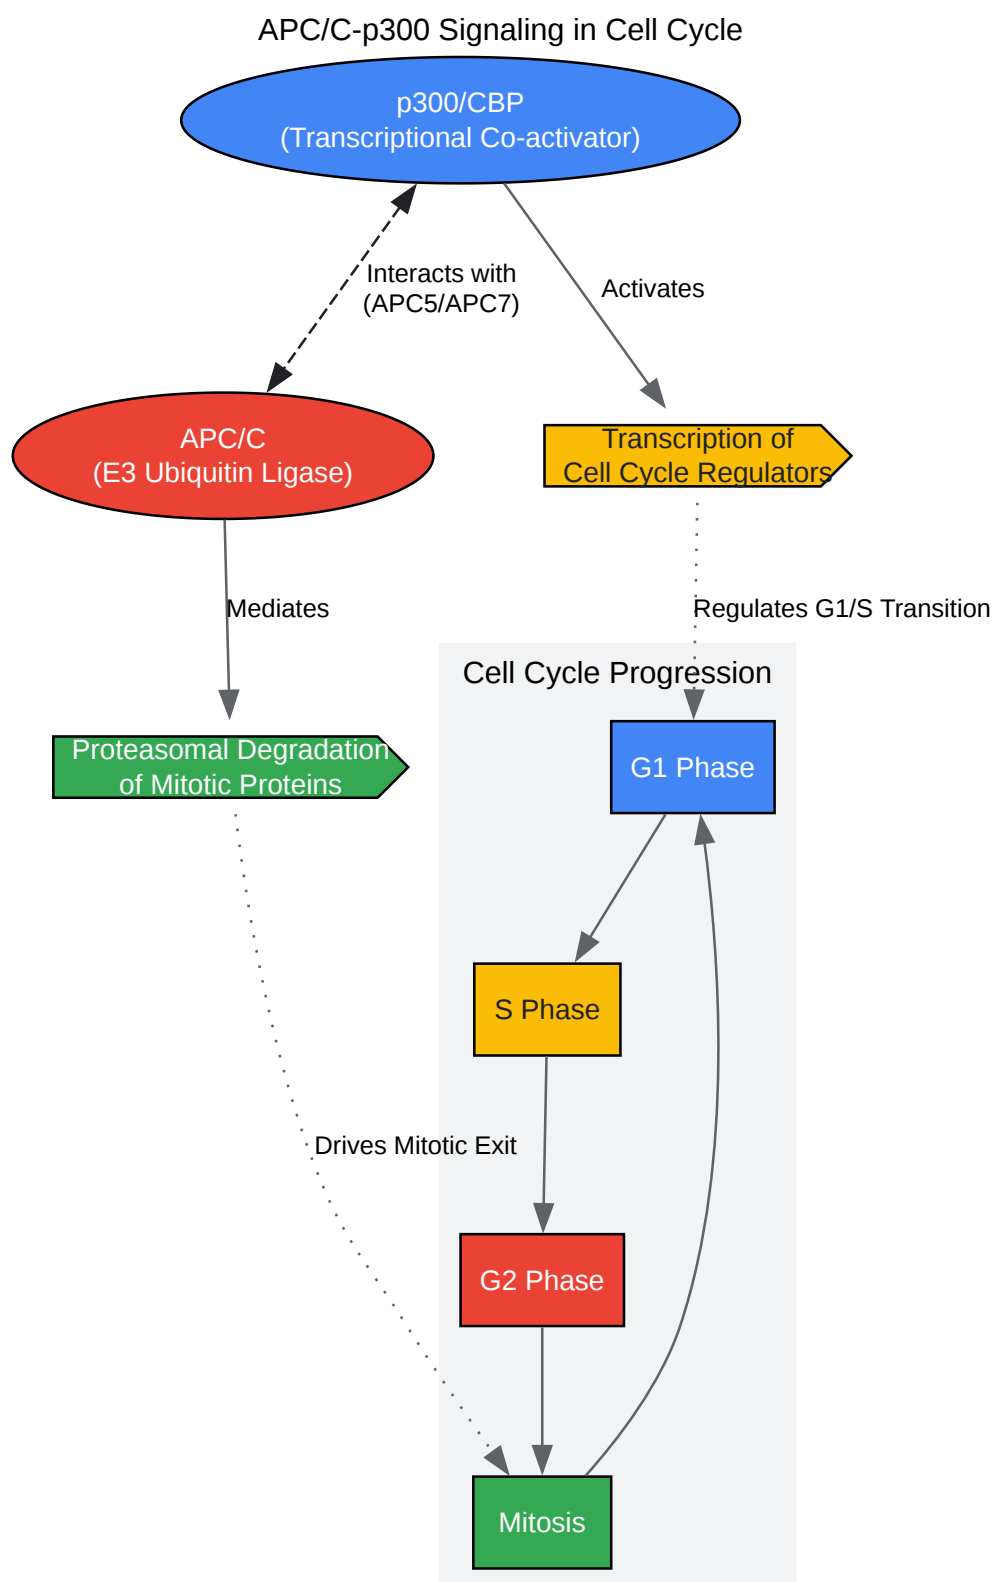 APC/C-p300 Signaling in Cell Cycle
p300/CBP
(Transcriptional Co-activator)
Interacts with
(APC5/APC7)
Activates
APC/C
(E3 Ubiquitin Ligase)
Transcription of
Cell Cycle Regulators
Mediates
Regulates G1/S Transition
Cell Cycle Progression
Proteasomal Degradation
of Mitotic Proteins
G1 Phase
S Phase
Drives Mitotic Exit
G2 Phase
Mitosis